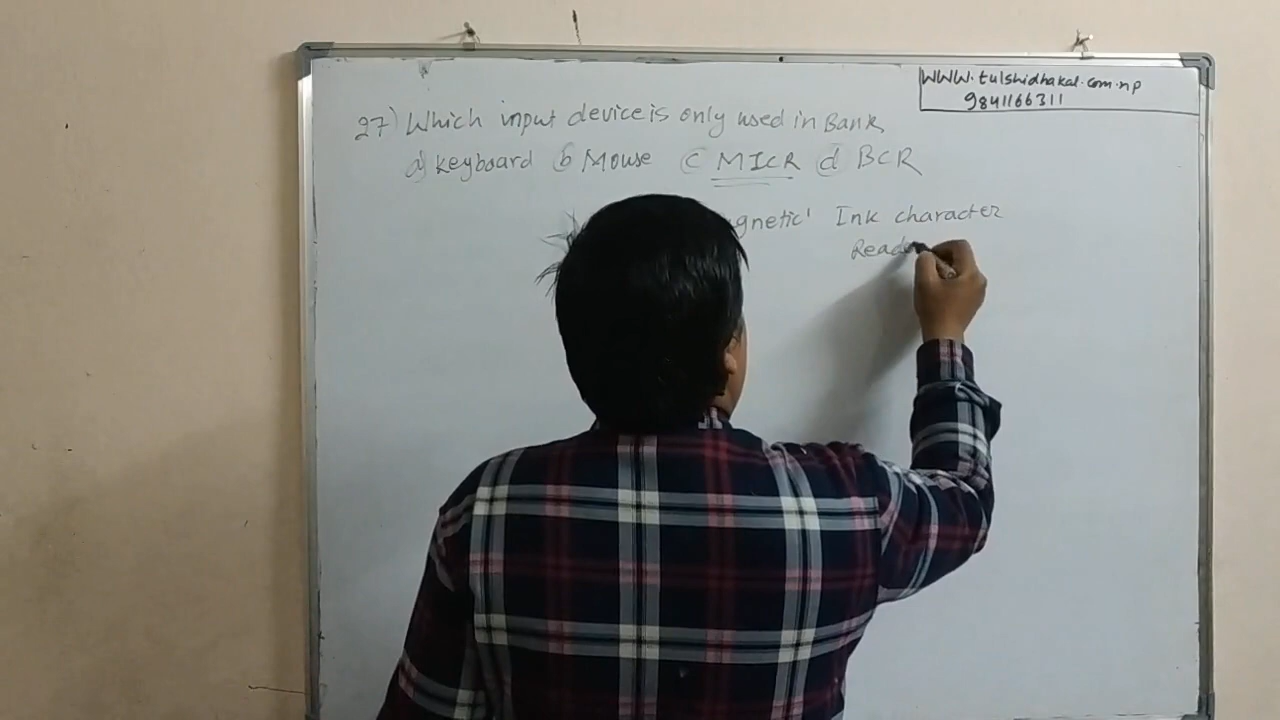 WWW.tulshidhakal.com.np
9841166311
27) Which input device is only used in Bank,
a) keyboard b Mouse c MICR d BCR
gnetic' Ink character
Reade